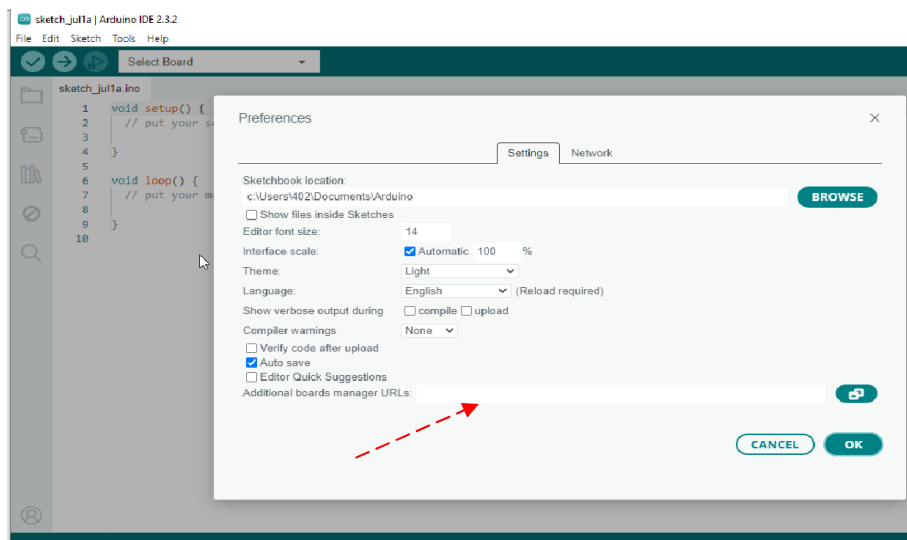 sketch_jul1a | Arduino IDE 2.3.2
File Edit Sketch Tools Help
Select Board
sketch_jul1a.ino
1 void setup() {
2 // put your s
3
4 }
5
6 void loop() {
7 // put your m
8
9 }
10
Preferences
Settings Network
Sketchbook location:
c:\Users\402\Documents\Arduino
BROWSE
Show files inside Sketches
Editor font size: 14
Interface scale: Automatic 100 %
Theme: Light
Language: English (Reload required)
Show verbose output during compile upload
Compiler warnings None
Verify code after upload
Auto save
Editor Quick Suggestions
Additional boards manager URLs:
CANCEL OK